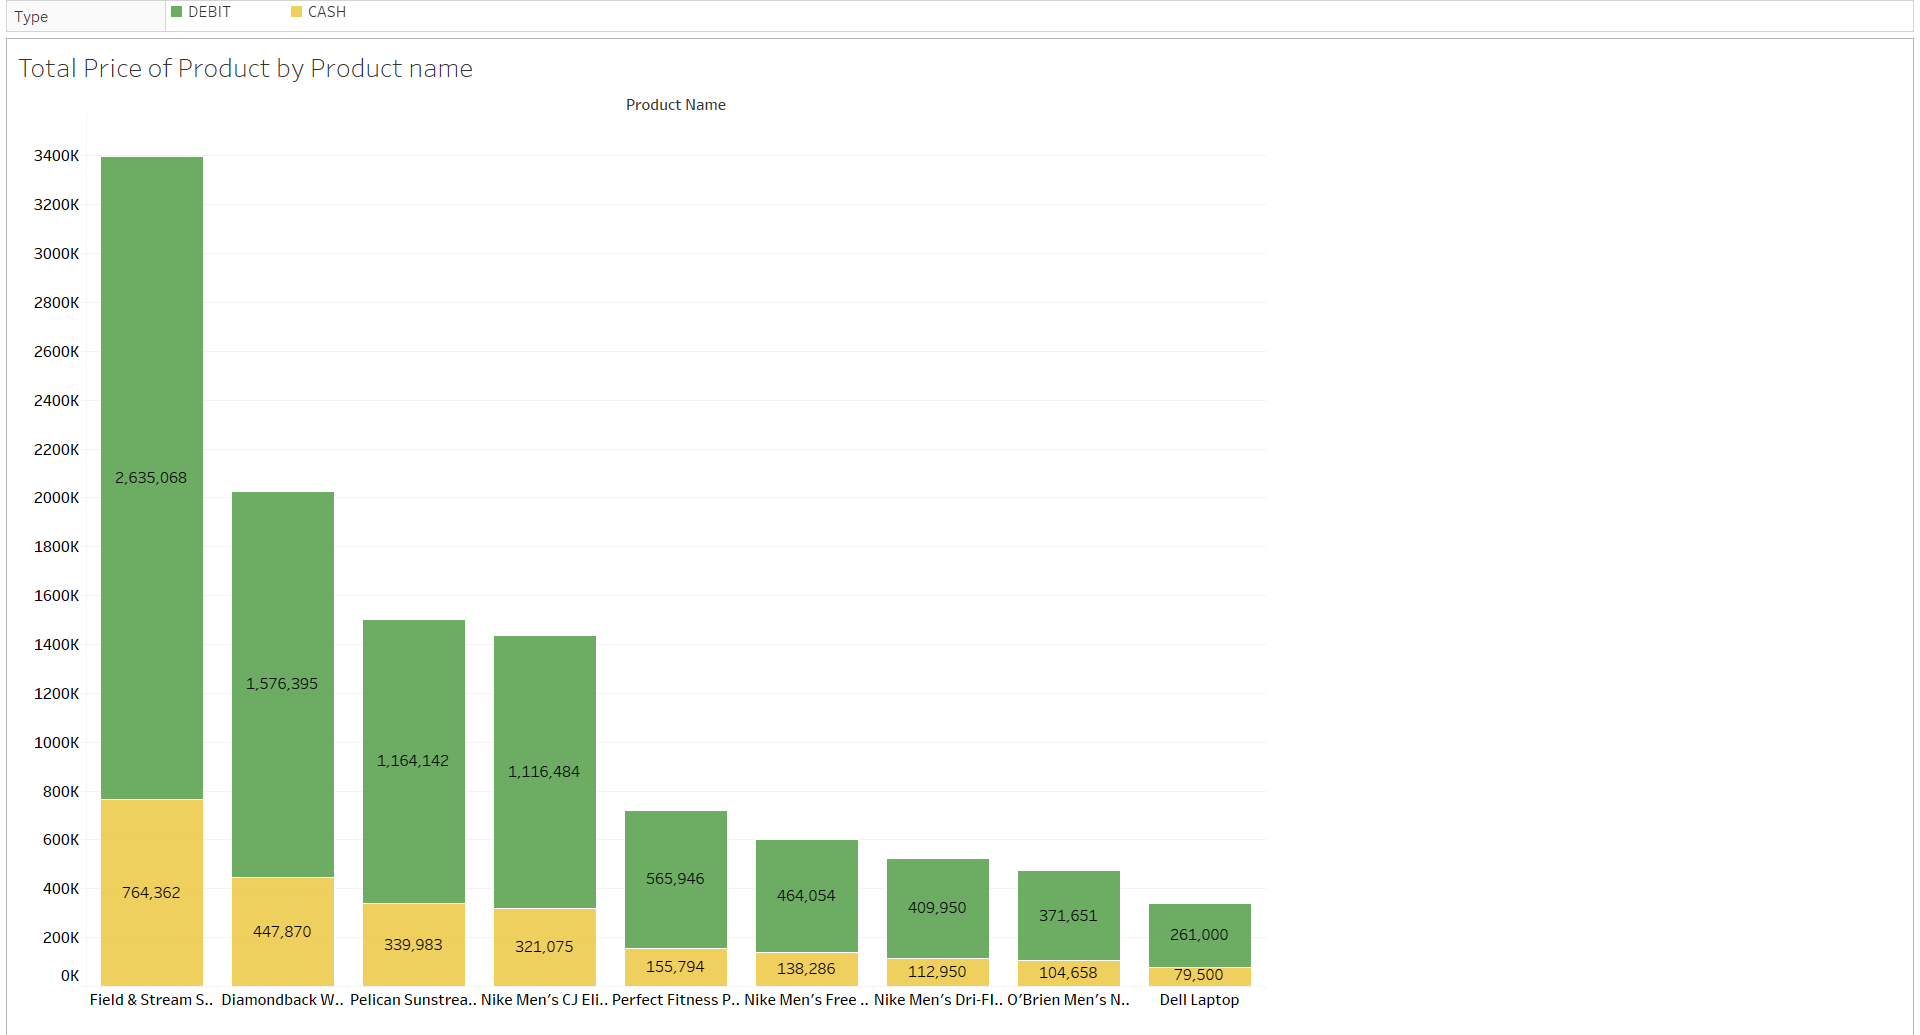 Type
DEBIT CASH
Total Price of Product by Product name
Product Name
3400K
3200K
3000K
2800K
2600K
2400K
2200K
2000K
1800K
1600K
1400K
1200K
1000K
800K
600K
400K
200K
0K
2,635,068
764,362
1,576,395
447,870
1,164,142
339,983
1,116,484
321,075
565,946
155,794
464,054
138,286
409,950
112,950
371,651
104,658
261,000
79,500
Field & Stream S.. Diamondback W.. Pelican Sunstrea.. Nike Men's CJ Eli.. Perfect Fitness P.. Nike Men's Free .. Nike Men's Dri-FI.. O'Brien Men's N.. Dell Laptop